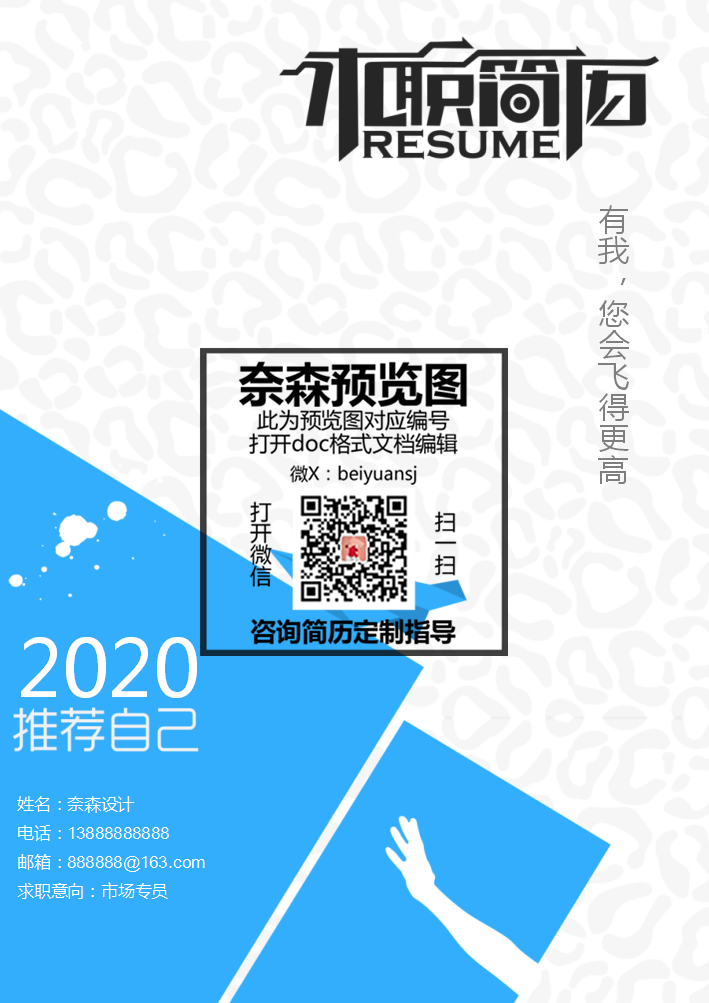 求职简历
RESUME
有我，您会飞得更高
奈森预览图
此为预览图对应编号
打开doc格式文档编辑
微X：beiyuansj
打开微信
扫一扫
咨询简历定制指导
2020
推荐自己
姓名：奈森设计
电话：13888888888
邮箱：888888@163.com
求职意向：市场专员